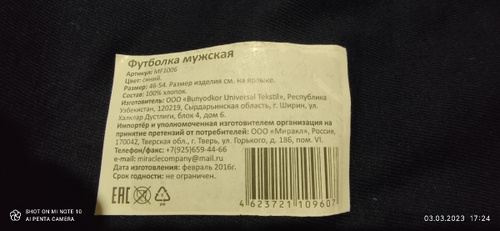 Футболка мужская
Артикул: MF1006
Цвет: синий.
Размер: 46-54. Размер изделия см. на ярлыке.
Состав: 100% хлопок.
Изготовитель: ООО «Bunyodkor Universal Tekstil», Республика
Узбекистан, 120219, Сырдарьинская область, г. Ширин, ул.
Халклар Дустлиги, блок 4, дом 6.
Импортёр и уполномоченная изготовителем организация на
принятие претензий от потребителей: ООО «Миракл», Россия,
170042, Тверская обл., г. Тверь, ул. Горького, д. 186, пом. VI.
Телефон/факс: +7(925)659-44-66
e-mail: miraclecompany@mail.ru
Дата изготовления: февраль 2016г.
Срок годности: не ограничен.
EAC
4 623721 109607
SHOT ON MI NOTE 10
AI PENTA CAMERA
03.03.2023 17:24